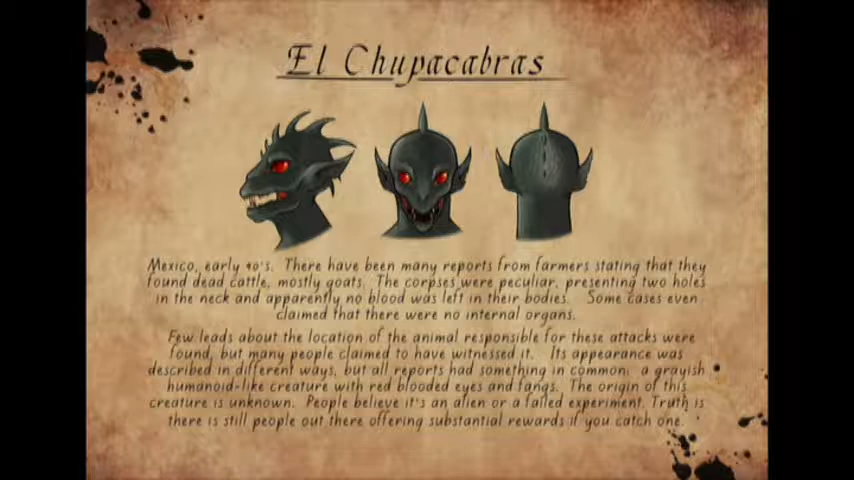 El Chupacabras
Mexico, early 90's. There have been many reports from farmers stating that they
found dead cattle, mostly goats. The corpses were peculiar, presenting two holes
in the neck and apparently no blood was left in their bodies. Some cases even
claimed that there were no internal organs.
Few leads about the location of the animal responsible for these attacks were
found, but many people claimed to have witnessed it. Its appearance was
described in different ways, but all reports had something in common: a grayish
humanoid-like creature with red blooded eyes and fangs. The origin of this
creature is unknown. People believe it's an alien or a failed experiment. Truth is
there is still people out there offering substantial rewards if you catch one.